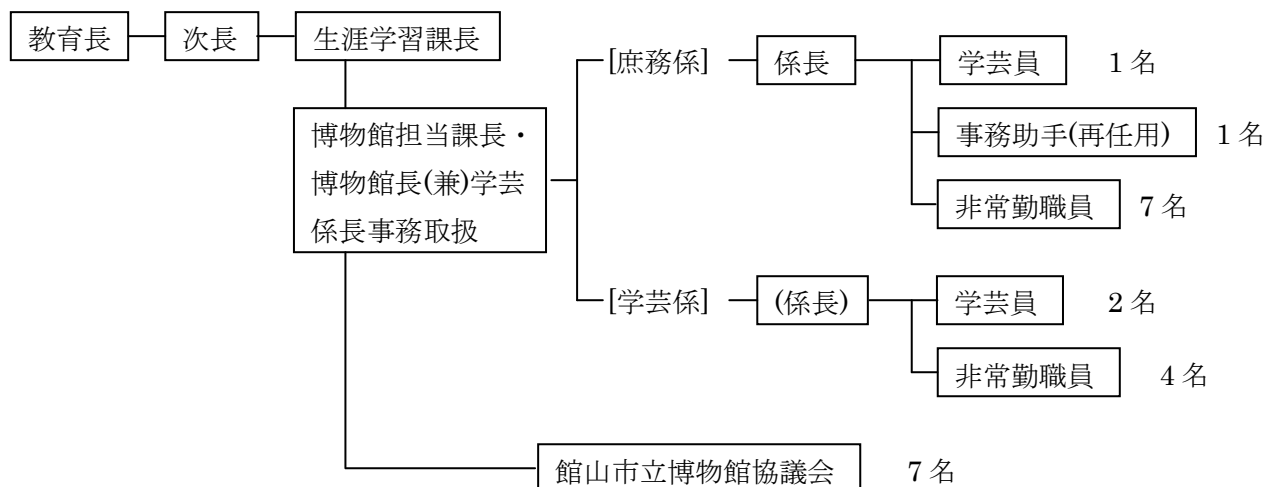 教育長 次長 生涯学習課長
[庶務係] 係長 学芸員 1名
博物館担当課長・
博物館長(兼)学芸
係長事務取扱
事務助手(再任用) 1名
非常勤職員 7名
[学芸係] (係長) 学芸員 2名
非常勤職員 4名
館山市立博物館協議会 7名